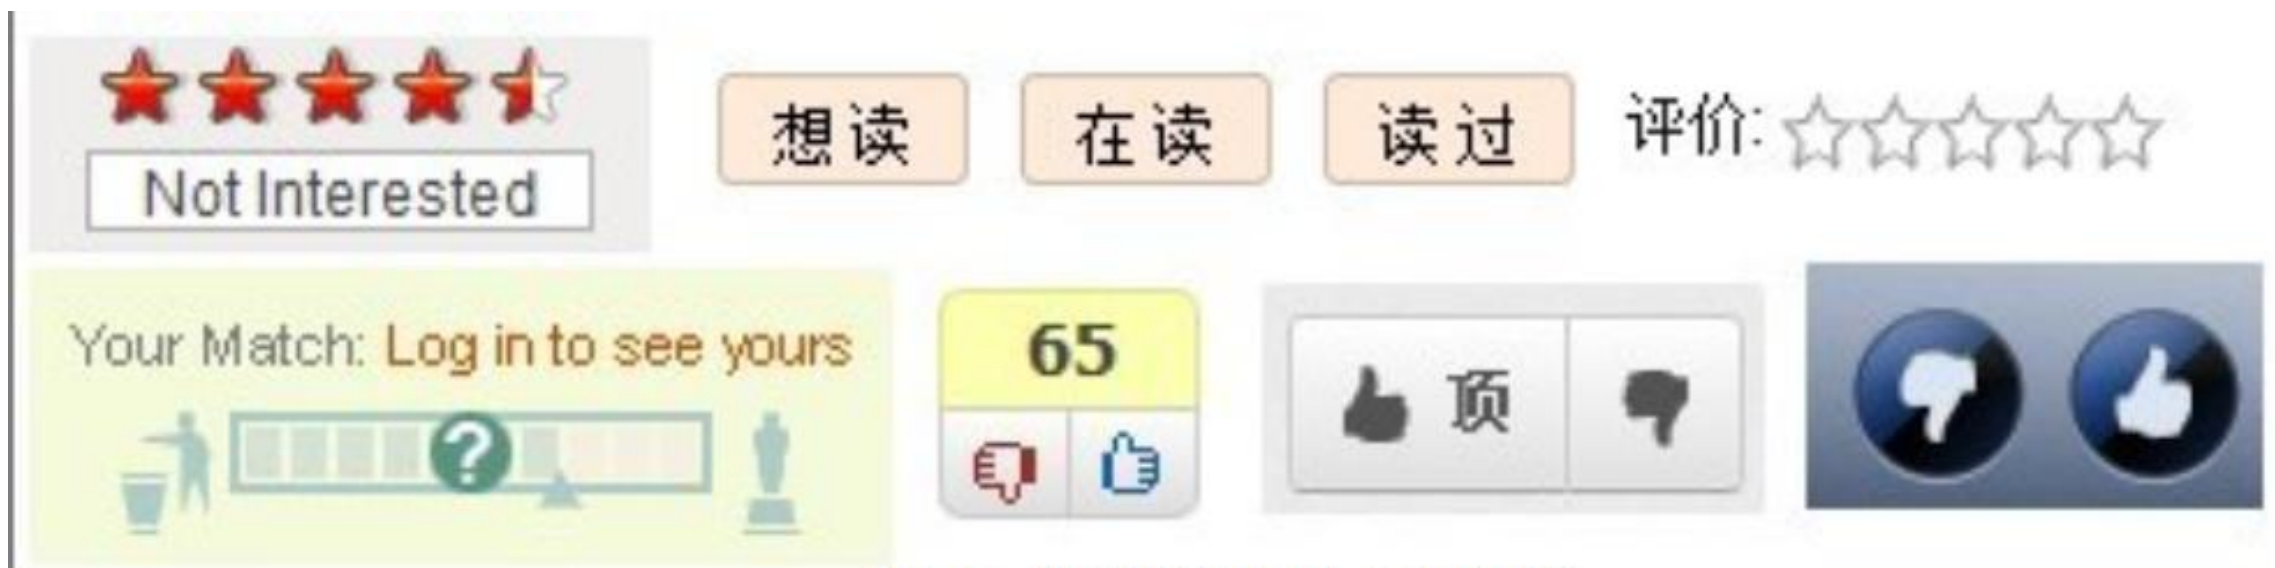 Not Interested
想读 在读 读过 评价:
Your Match: Log in to see yours
?
65
顶